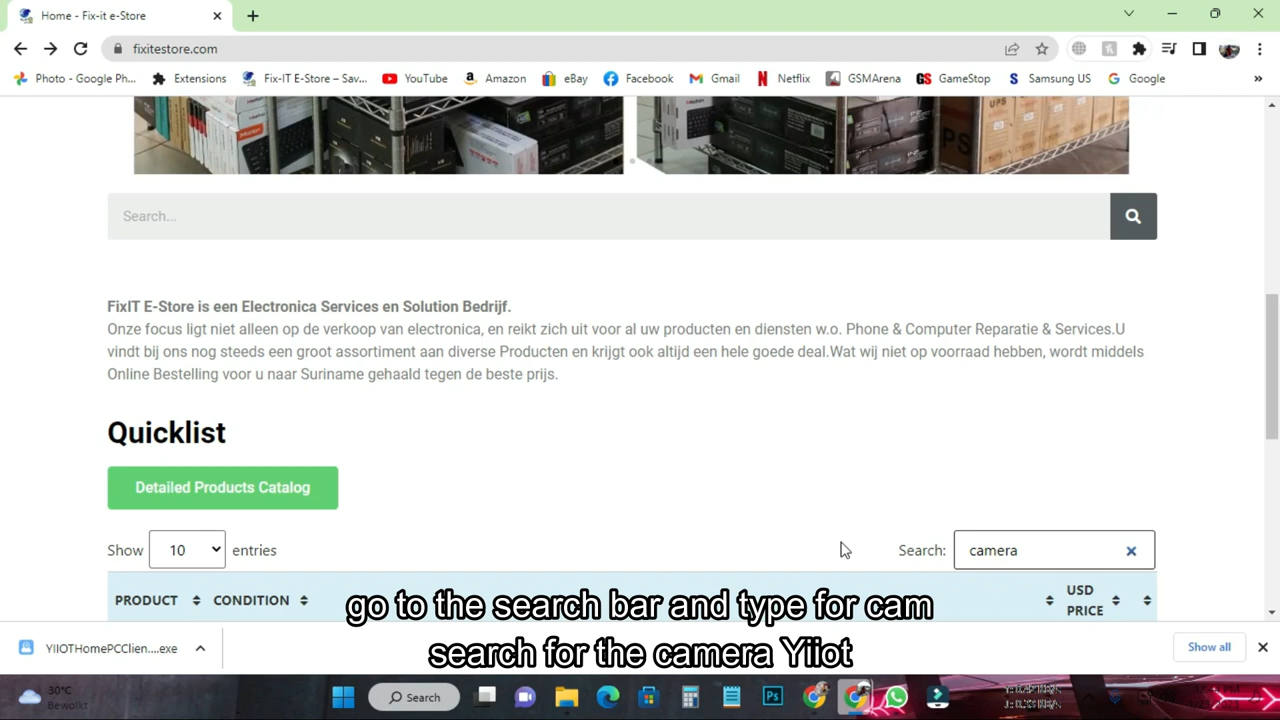 Home - Fix-it e-Store
fixitestore.com
Photo - Google Ph...
Extensions
Fix-IT E-Store – Sav...
YouTube
Amazon
eBay
Facebook
Gmail
Netflix
GSMArena
GameStop
Samsung US
Google
»
UPS
Search...
FixIT E-Store is een Electronica Services en Solution Bedrijf.
Onze focus ligt niet alleen op de verkoop van electronica, en reikt zich uit voor al uw producten en diensten w.o. Phone & Computer Reparatie & Services.U
vindt bij ons nog steeds een groot assortiment aan diverse Producten en krijgt ook altijd een hele goede deal.Wat wij niet op voorraad hebben, wordt middels
Online Bestelling voor u naar Suriname gehaald tegen de beste prijs.
Quicklist
Detailed Products Catalog
Show 10 entries
Search: camera
PRODUCT
CONDITION
USD
PRICE
go to the search bar and type for cam
search for the camera Yiiot
YIIOTHomePCClien....exe
Show all
30°C
Bewolkt
Search